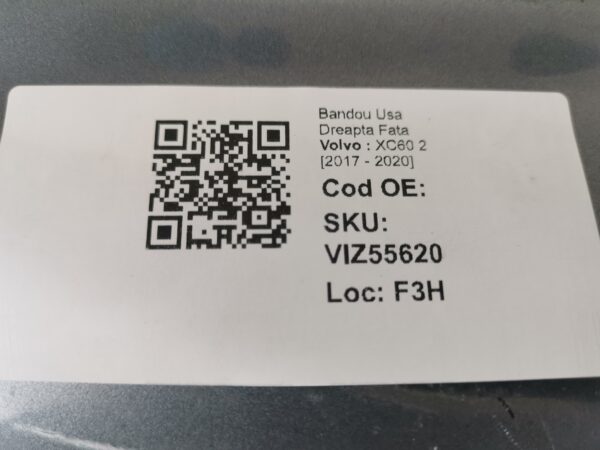 Bandou Usa
Dreapta Fata
Volvo : XC60 2
[2017 - 2020]
Cod OE:
SKU:
VIZ55620
Loc: F3H